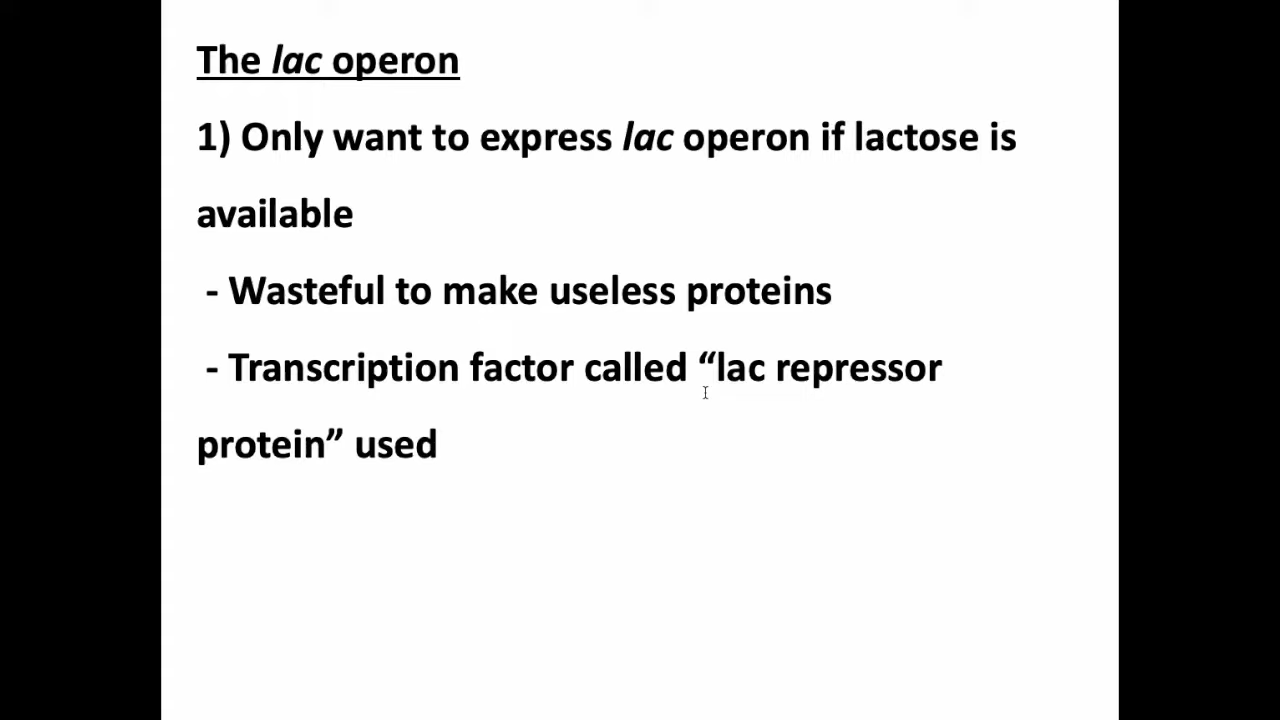 The lac operon
1) Only want to express lac operon if lactose is
available
- Wasteful to make useless proteins
- Transcription factor called “lac repressor
protein” used